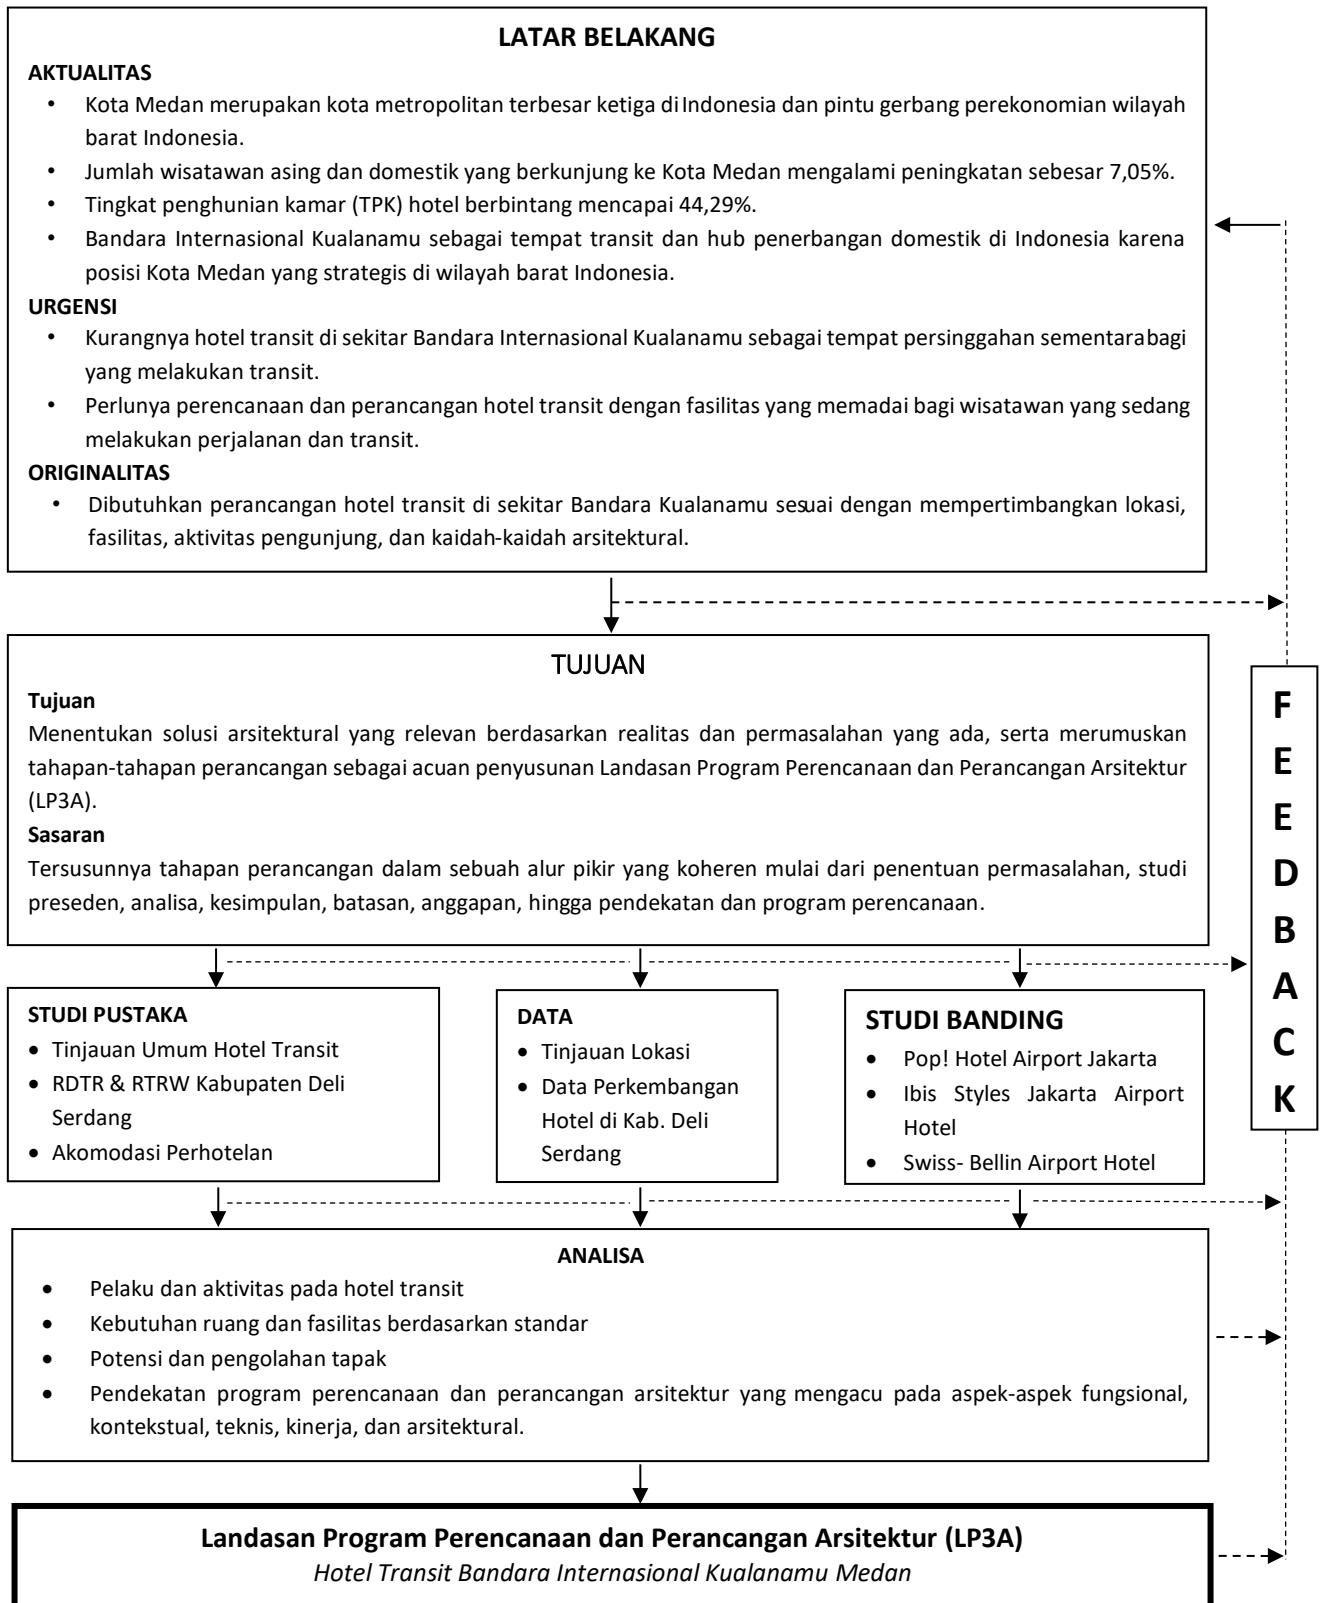 LATAR BELAKANG
AKTUALITAS
• Kota Medan merupakan kota metropolitan terbesar ketiga di Indonesia dan pintu gerbang perekonomian wilayah
barat Indonesia.
• Jumlah wisatawan asing dan domestik yang berkunjung ke Kota Medan mengalami peningkatan sebesar 7,05%.
• Tingkat penghunian kamar (TPK) hotel berbintang mencapai 44,29%.
• Bandara Internasional Kualanamu sebagai tempat transit dan hub penerbangan domestik di Indonesia karena
posisi Kota Medan yang strategis di wilayah barat Indonesia.
URGENSI
• Kurangnya hotel transit di sekitar Bandara Internasional Kualanamu sebagai tempat persinggahan sementarabagi
yang melakukan transit.
• Perlunya perencanaan dan perancangan hotel transit dengan fasilitas yang memadai bagi wisatawan yang sedang
melakukan perjalanan dan transit.
ORIGINALITAS
• Dibutuhkan perancangan hotel transit di sekitar Bandara Kualanamu sesuai dengan mempertimbangkan lokasi,
fasilitas, aktivitas pengunjung, dan kaidah-kaidah arsitektural.
TUJUAN
Tujuan
Menentukan solusi arsitektural yang relevan berdasarkan realitas dan permasalahan yang ada, serta merumuskan
tahapan-tahapan perancangan sebagai acuan penyusunan Landasan Program Perencanaan dan Perancangan Arsitektur
(LP3A).
Sasaran
Tersusunnya tahapan perancangan dalam sebuah alur pikir yang koheren mulai dari penentuan permasalahan, studi
preseden, analisa, kesimpulan, batasan, anggapan, hingga pendekatan dan program perencanaan.
F
E
E
D
B
A
C
K
STUDI PUSTAKA
• Tinjauan Umum Hotel Transit
• RDTR & RTRW Kabupaten Deli
Serdang
• Akomodasi Perhotelan
DATA
• Tinjauan Lokasi
• Data Perkembangan
Hotel di Kab. Deli
Serdang
STUDI BANDING
• Pop! Hotel Airport Jakarta
• Ibis Styles Jakarta Airport
Hotel
• Swiss- Bellin Airport Hotel
ANALISA
• Pelaku dan aktivitas pada hotel transit
• Kebutuhan ruang dan fasilitas berdasarkan standar
• Potensi dan pengolahan tapak
• Pendekatan program perencanaan dan perancangan arsitektur yang mengacu pada aspek-aspek fungsional,
kontekstual, teknis, kinerja, dan arsitektural.
Landasan Program Perencanaan dan Perancangan Arsitektur (LP3A)
Hotel Transit Bandara Internasional Kualanamu Medan